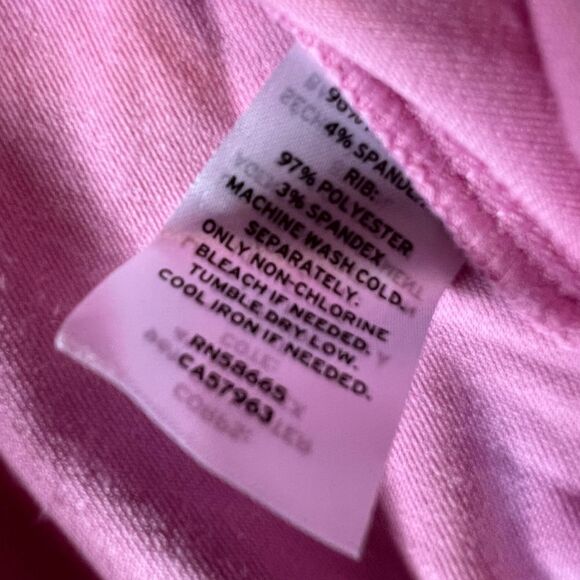 96%
4% SPANDEX
RIB:
97% POLYESTER
3% SPANDEX
MACHINE WASH COLD
SEPARATELY.
ONLY NON-CHLORINE
BLEACH IF NEEDED.
TUMBLE DRY LOW.
COOL IRON IF NEEDED.
RN58665
CA57963